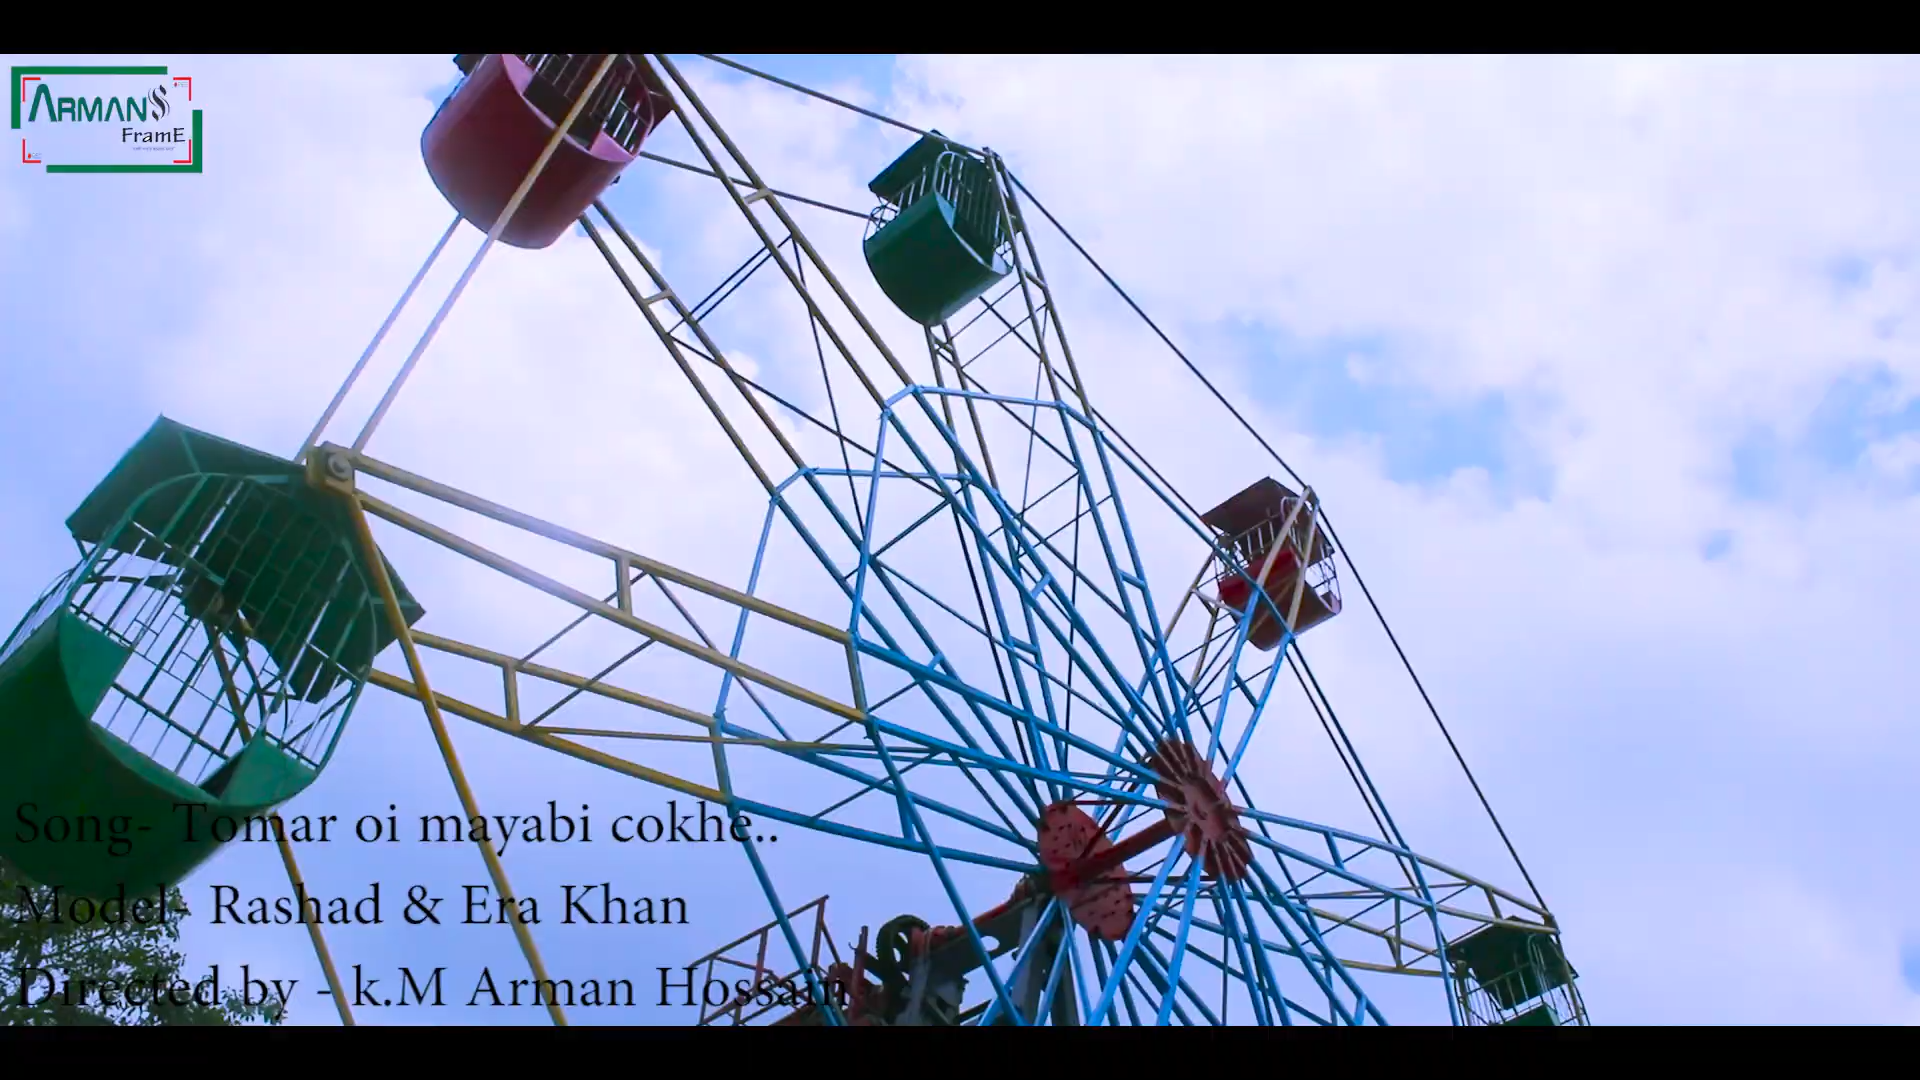 ARMANS
FramE
Song- Tomar oi mayabi cokhe..
Model- Rashad & Era Khan
Directed by - k.M Arman Hossain